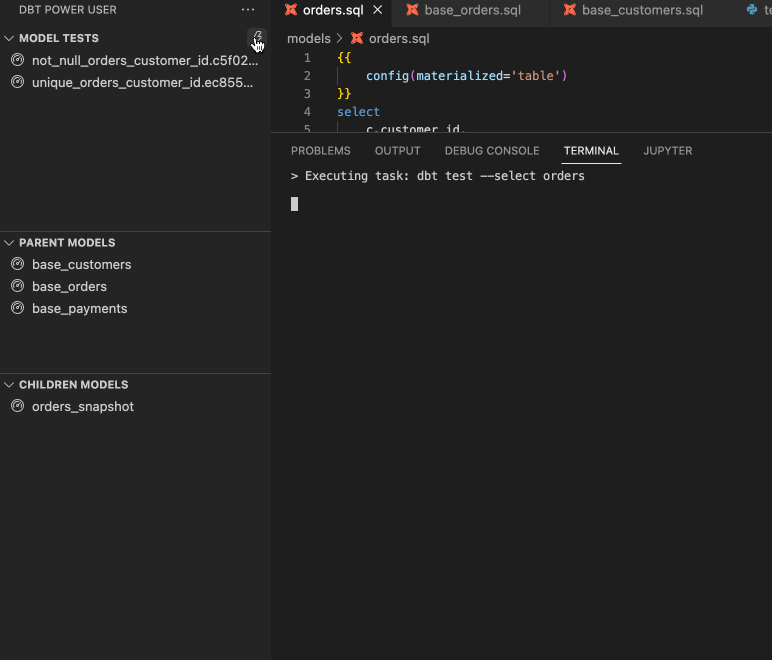 DBT POWER USER
MODEL TESTS
not_null_orders_customer_id.c5f02...
unique_orders_customer_id.ec855...
PARENT MODELS
base_customers
base_orders
base_payments
CHILDREN MODELS
orders_snapshot
orders.sql base_orders.sql base_customers.sql
models > orders.sql
1 {{
2 config(materialized='table')
3 }}
4 select
5 c.customer_id,
PROBLEMS OUTPUT DEBUG CONSOLE TERMINAL JUPYTER
> Executing task: dbt test --select orders